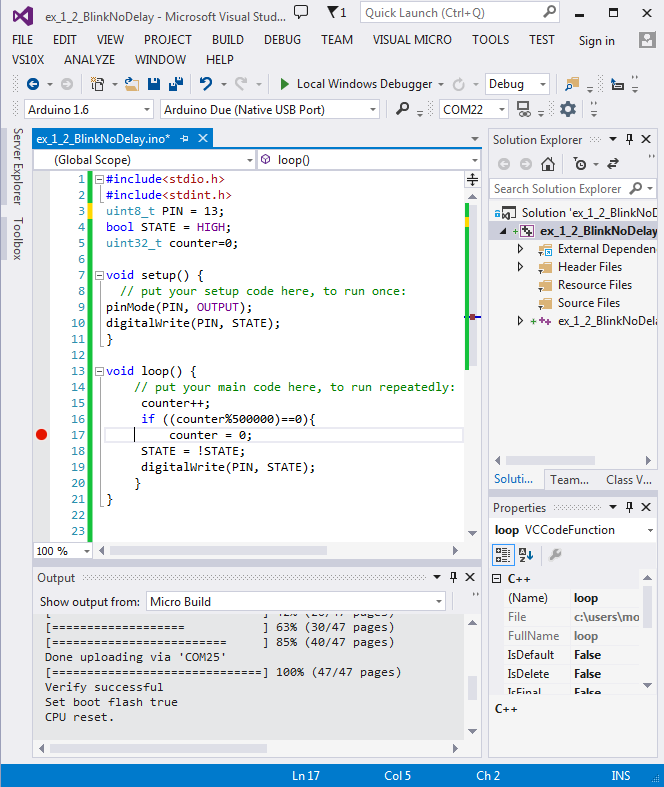 ex_1_2_BlinkNoDelay - Microsoft Visual Stud...
1
Quick Launch (Ctrl+Q)
FILE EDIT VIEW PROJECT BUILD DEBUG TEAM VISUAL MICRO TOOLS TEST Sign in
VS10X ANALYZE WINDOW HELP
Local Windows Debugger Debug
Arduino 1.6 Arduino Due (Native USB Port) COM22
Server Explorer
Toolbox
ex_1_2_BlinkNoDelay.ino*
(Global Scope) loop()
1 #include<stdio.h>
2 #include<stdint.h>
3 uint8_t PIN = 13;
4 bool STATE = HIGH;
5 uint32_t counter=0;
6
7 void setup() {
8 // put your setup code here, to run once:
9 pinMode(PIN, OUTPUT);
10 digitalWrite(PIN, STATE);
11 }
12
13 void loop() {
14 // put your main code here, to run repeatedly:
15 counter++;
16 if ((counter%500000)==0){
17 counter = 0;
18 STATE = !STATE;
19 digitalWrite(PIN, STATE);
20 }
21 }
22
23
100 %
Output
Show output from: Micro Build
[ ] 42% (20/47 pages)
[=================== ] 63% (30/47 pages)
[========================== ] 85% (40/47 pages)
Done uploading via 'COM25'
[==============================] 100% (47/47 pages)
Verify successful
Set boot flash true
CPU reset.
Solution Explorer
Search Solution Explorer
Solution 'ex_1_2_BlinkNoD
ex_1_2_BlinkNoDelay
External Dependen
Header Files
Resource Files
Source Files
ex_1_2_BlinkNoDela
Soluti... Team... Class V...
Properties
loop VCCodeFunction
C++
(Name) loop
File c:\users\mo
FullName loop
IsDefault False
IsDelete False
IsFinal False
C++
Ln 17 Col 5 Ch 2 INS